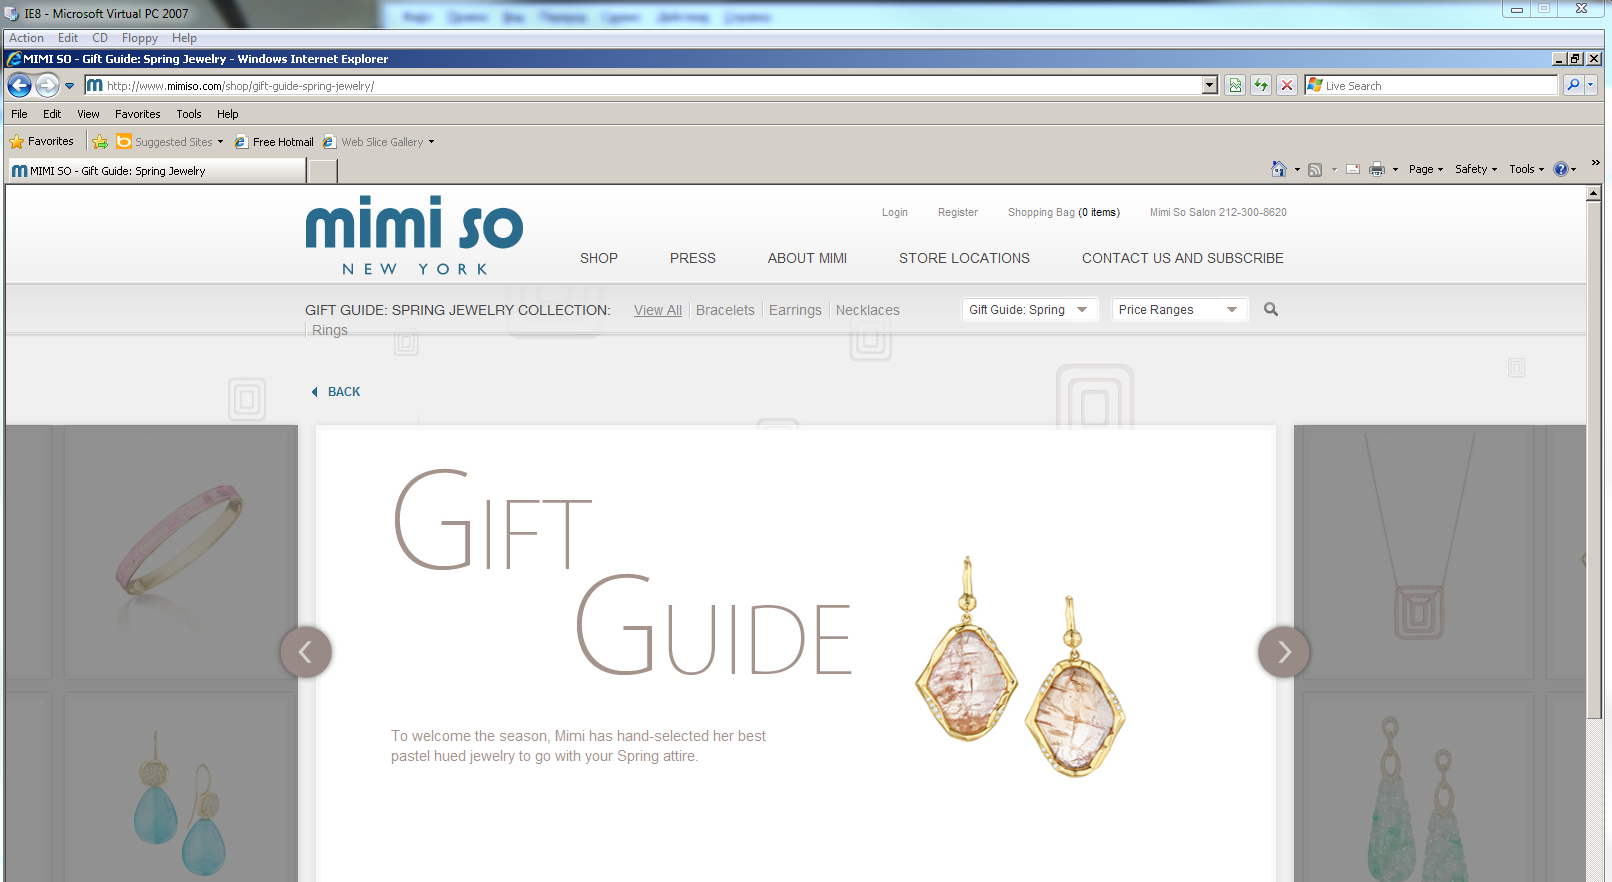 IE8 - Microsoft Virtual PC 2007
Action Edit CD Floppy Help
MIMI SO - Gift Guide: Spring Jewelry - Windows Internet Explorer
http://www.mimiso.com/shop/gift-guide-spring-jewelry/
Live Search
File Edit View Favorites Tools Help
Favorites Suggested Sites Free Hotmail Web Slice Gallery
MIMI SO - Gift Guide: Spring Jewelry
Page Safety Tools
mimi so
NEW YORK
Login Register Shopping Bag (0 items) Mimi So Salon 212-300-8620
SHOP PRESS ABOUT MIMI STORE LOCATIONS CONTACT US AND SUBSCRIBE
GIFT GUIDE: SPRING JEWELRY COLLECTION: View All Bracelets Earrings Necklaces
Rings
Gift Guide: Spring Price Ranges
BACK
GIFT
GUIDE
To welcome the season, Mimi has hand-selected her best
pastel hued jewelry to go with your Spring attire.